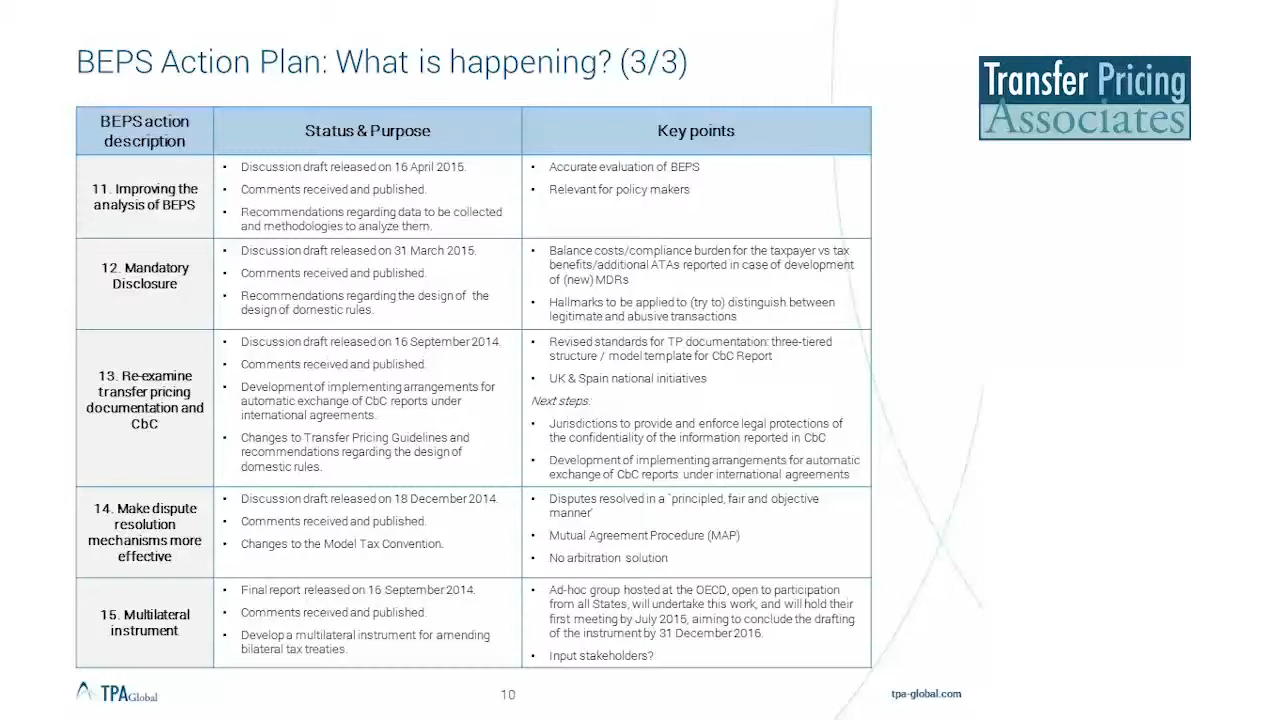 BEPS Action Plan: What is happening? (3/3)
Transfer Pricing
Associates
BEPS action
description
Status & Purpose
Key points
11. Improving the
analysis of BEPS
• Discussion draft released on 16 April 2015.
• Comments received and published.
• Recommendations regarding data to be collected
and methodologies to analyze them.
• Accurate evaluation of BEPS
• Relevant for policy makers
12. Mandatory
Disclosure
• Discussion draft released on 31 March 2015.
• Comments received and published.
• Recommendations regarding the design of the
design of domestic rules.
• Balance costs/compliance burden for the taxpayer vs tax
benefits/additional ATAs reported in case of development
of (new) MDRs
• Hallmarks to be applied to (try to) distinguish between
legitimate and abusive transactions
13. Re-examine
transfer pricing
documentation and
CbC
• Discussion draft released on 16 September 2014.
• Comments received and published.
• Development of implementing arrangements for
automatic exchange of CbC reports under
international agreements.
• Changes to Transfer Pricing Guidelines and
recommendations regarding the design of
domestic rules.
• Revised standards for TP documentation: three-tiered
structure / model template for CbC Report
• UK & Spain national initiatives
Next steps:
• Jurisdictions to provide and enforce legal protections of
the confidentiality of the information reported in CbC
• Development of implementing arrangements for automatic
exchange of CbC reports under international agreements
14. Make dispute
resolution
mechanisms more
effective
• Discussion draft released on 18 December 2014.
• Comments received and published.
• Changes to the Model Tax Convention.
• Disputes resolved in a `principled, fair and objective
manner'
• Mutual Agreement Procedure (MAP)
• No arbitration solution
15. Multilateral
instrument
• Final report released on 16 September 2014.
• Comments received and published.
• Develop a multilateral instrument for amending
bilateral tax treaties.
• Ad-hoc group hosted at the OECD, open to participation
from all States, will undertake this work, and will hold their
first meeting by July 2015, aiming to conclude the drafting
of the instrument by 31 December 2016.
• Input stakeholders?
TPA Global
10
tpa-global.com